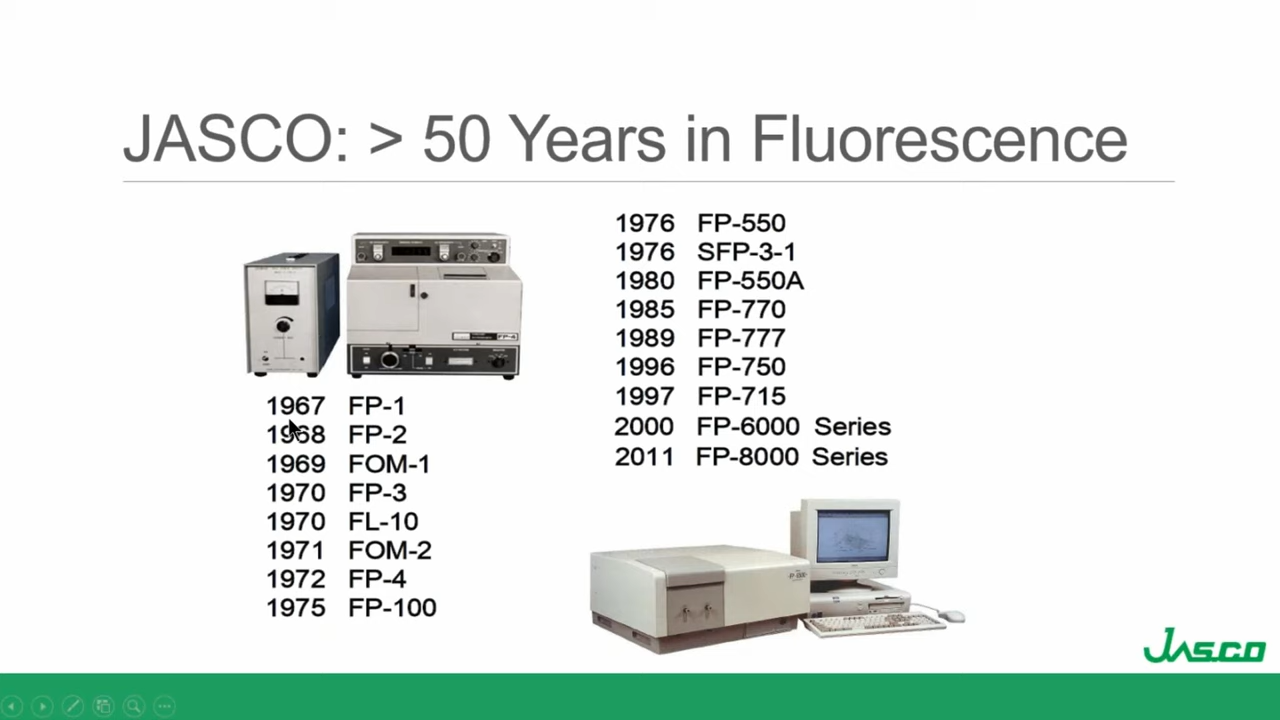 JASCO: > 50 Years in Fluorescence
FP-4
1967 FP-1
1968 FP-2
1969 FOM-1
1970 FP-3
1970 FL-10
1971 FOM-2
1972 FP-4
1975 FP-100
1976 FP-550
1976 SFP-3-1
1980 FP-550A
1985 FP-770
1989 FP-777
1996 FP-750
1997 FP-715
2000 FP-6000 Series
2011 FP-8000 Series
JASCO